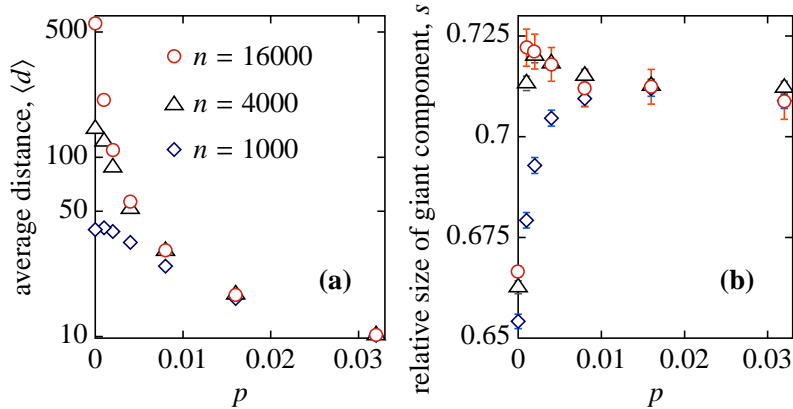 average distance, ⟨d⟩
500
100
50
10
n = 16000
n = 4000
n = 1000
(a)
0
0.01
0.02
0.03
p
relative size of giant component, s
0.725
0.7
0.675
0.65
(b)
0
0.01
0.02
0.03
p